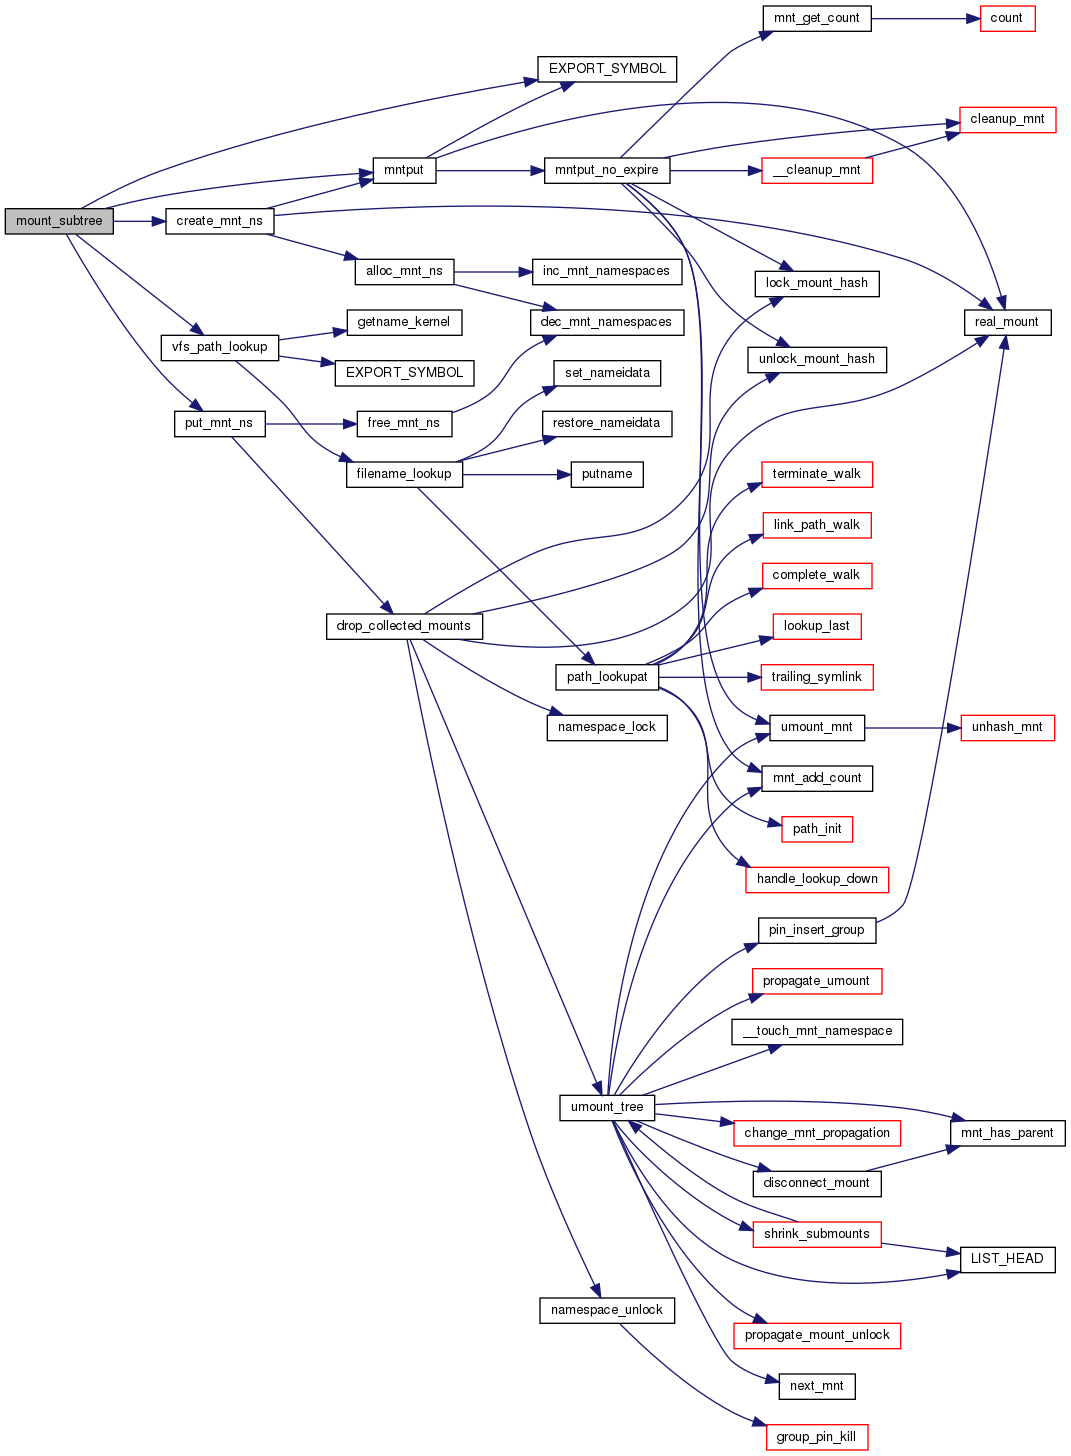 mnt_get_count
count
EXPORT_SYMBOL
cleanup_mnt
mntput
mntput_no_expire
__cleanup_mnt
mount_subtree
create_mnt_ns
alloc_mnt_ns
inc_mnt_namespaces
lock_mount_hash
getname_kernel
dec_mnt_namespaces
real_mount
vfs_path_lookup
unlock_mount_hash
EXPORT_SYMBOL
set_nameidata
put_mnt_ns
free_mnt_ns
restore_nameidata
filename_lookup
putname
terminate_walk
link_path_walk
complete_walk
drop_collected_mounts
lookup_last
path_lookupat
trailing_symlink
namespace_lock
umount_mnt
unhash_mnt
mnt_add_count
path_init
handle_lookup_down
pin_insert_group
propagate_umount
__touch_mnt_namespace
umount_tree
change_mnt_propagation
mnt_has_parent
disconnect_mount
shrink_submounts
LIST_HEAD
namespace_unlock
propagate_mount_unlock
next_mnt
group_pin_kill